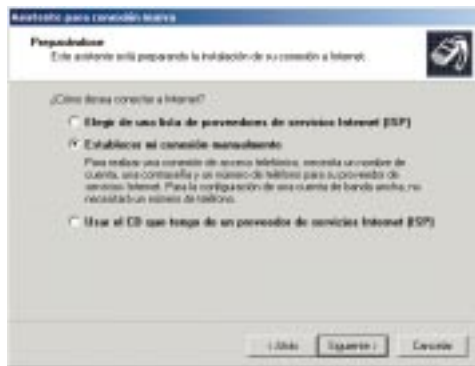 Asistente para conexión nueva
Preparándose
Este asistente está preparando la instalación de su conexión a Internet.
¿Cómo desea conectar a Internet?
Elegir de una lista de proveedores de servicios Internet (ISP)
Establecer mi conexión manualmente
Para realizar una conexión de acceso telefónico, necesita un nombre de
cuenta, una contraseña y un número de teléfono para su proveedor de
servicios Internet. Para la configuración de una cuenta de banda ancha, no
necesitará un número de teléfono.
Usar el CD que tengo de un proveedor de servicios Internet (ISP)
< Atrás
Siguiente >
Cancelar